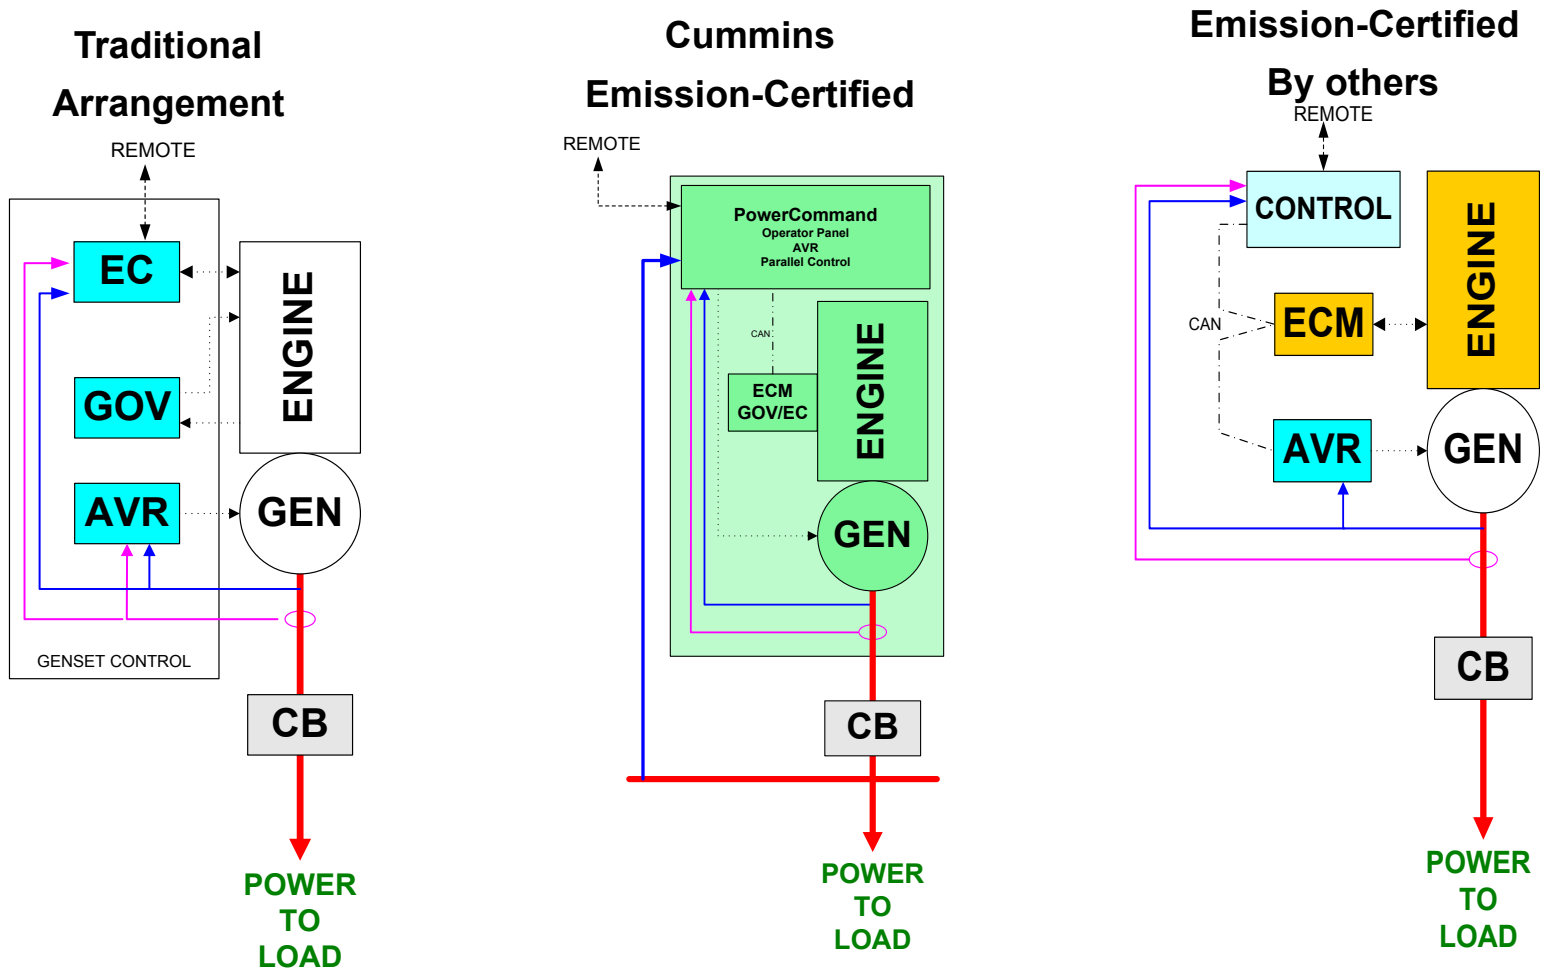 Traditional
Arrangement
REMOTE
EC
GOV
AVR
ENGINE
GEN
GENSET CONTROL
CB
POWER
TO
LOAD
Cummins
Emission-Certified
REMOTE
PowerCommand
Operator Panel
AVR
Parallel Control
CAN
ECM
GOV/EC
ENGINE
GEN
CB
POWER
TO
LOAD
Emission-Certified
By others
REMOTE
CONTROL
ENGINE
CAN
ECM
AVR
GEN
CB
POWER
TO
LOAD